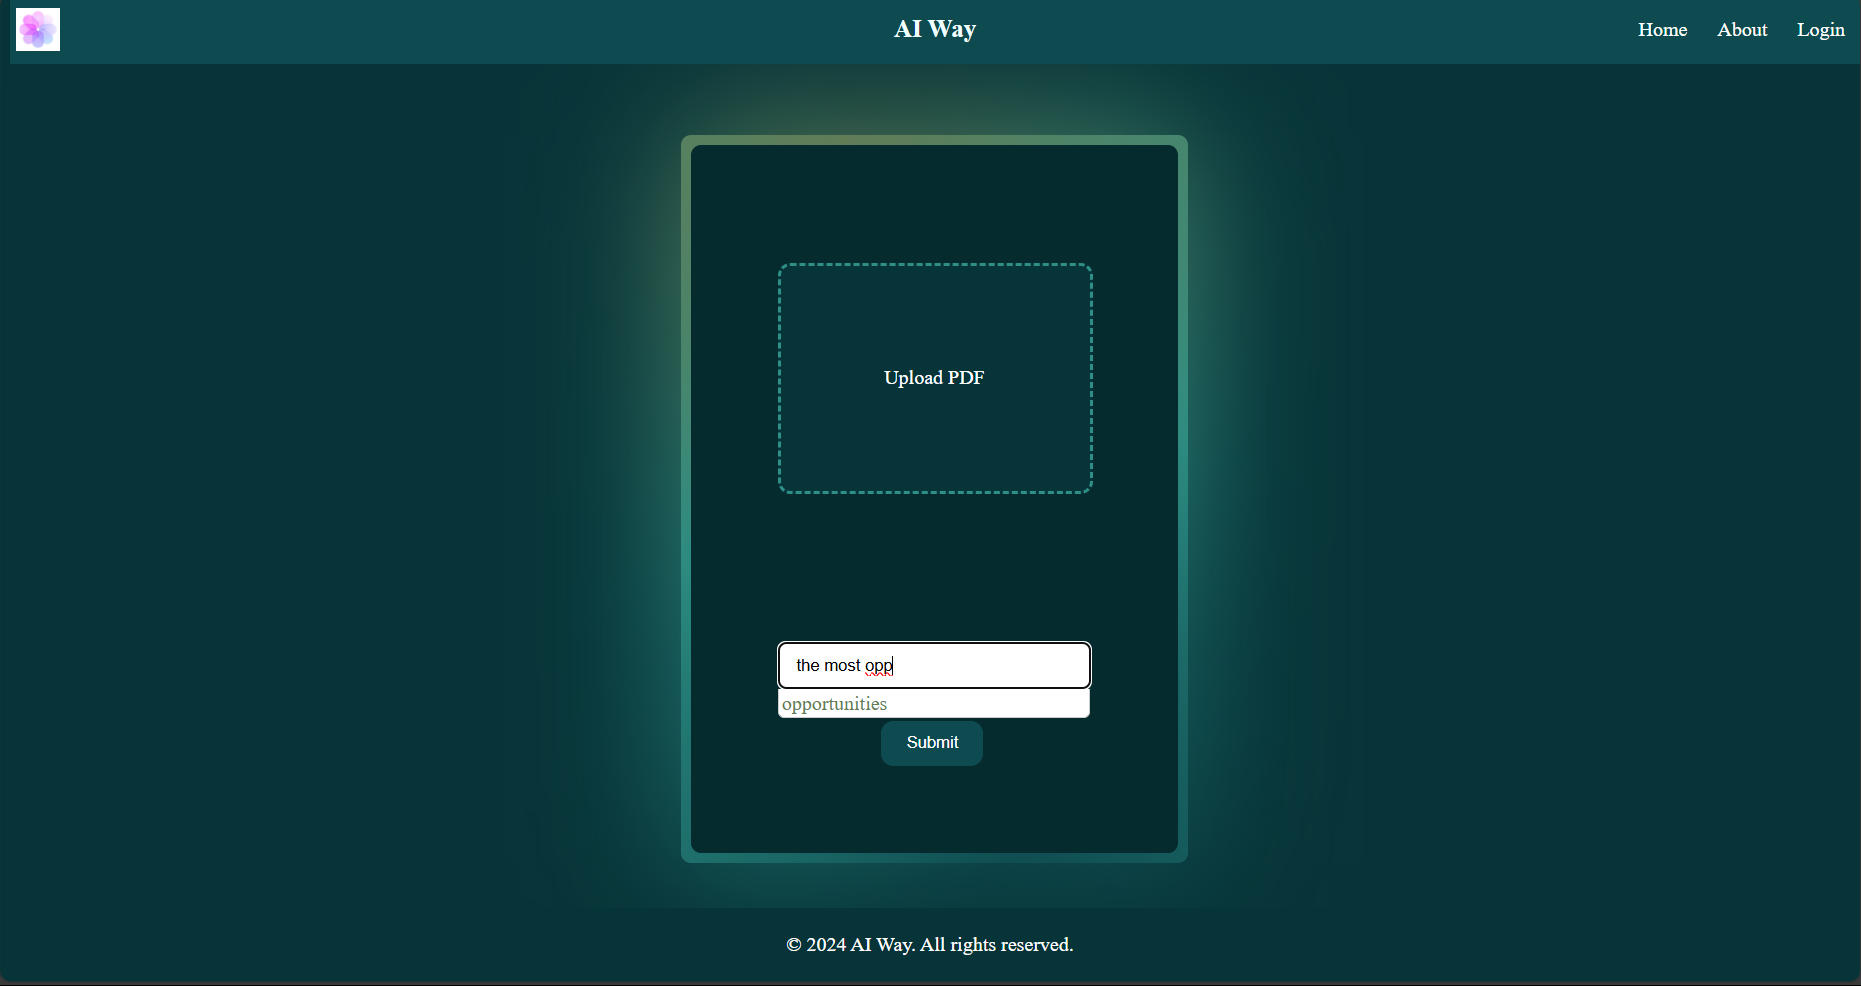 AI Way
Home About Login
Upload PDF
the most opp
opportunities
Submit
© 2024 AI Way. All rights reserved.